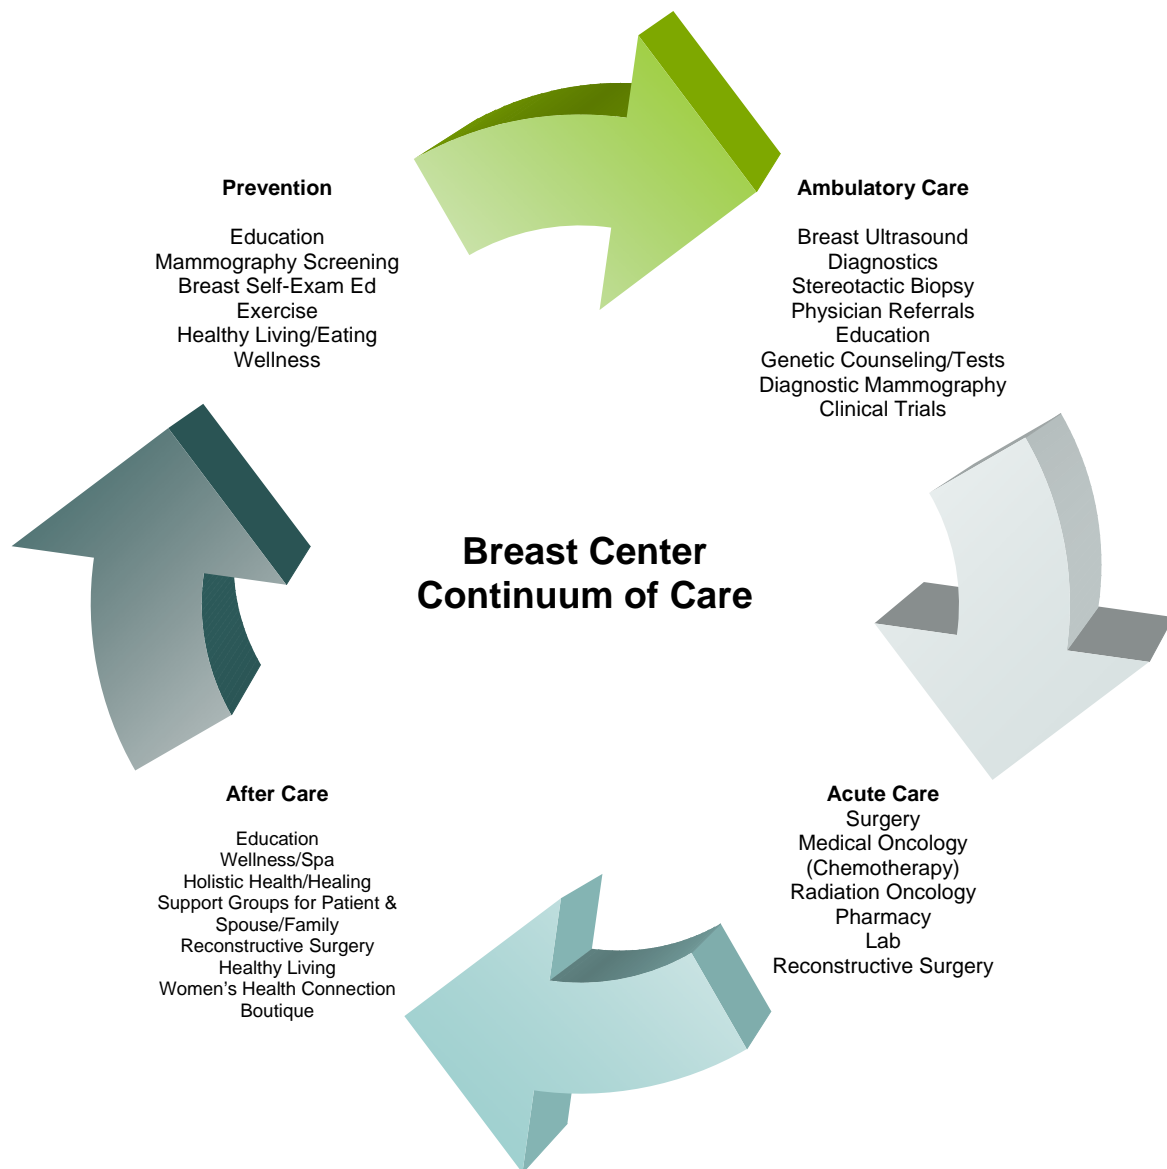 Prevention
Education
Mammography Screening
Breast Self-Exam Ed
Exercise
Healthy Living/Eating
Wellness
Ambulatory Care
Breast Ultrasound
Diagnostics
Stereotactic Biopsy
Physician Referrals
Education
Genetic Counseling/Tests
Diagnostic Mammography
Clinical Trials
Breast Center
Continuum of Care
After Care
Education
Wellness/Spa
Holistic Health/Healing
Support Groups for Patient &
Spouse/Family
Reconstructive Surgery
Healthy Living
Women’s Health Connection
Boutique
Acute Care
Surgery
Medical Oncology
(Chemotherapy)
Radiation Oncology
Pharmacy
Lab
Reconstructive Surgery